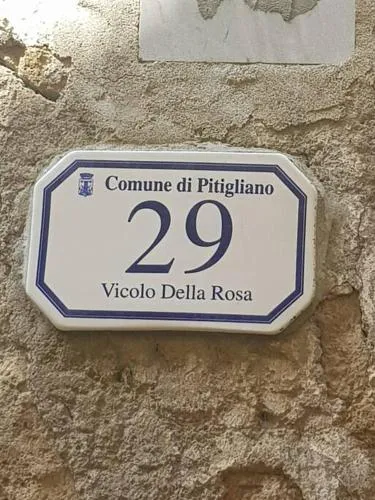 Comune di Pitigliano
29
Vicolo Della Rosa